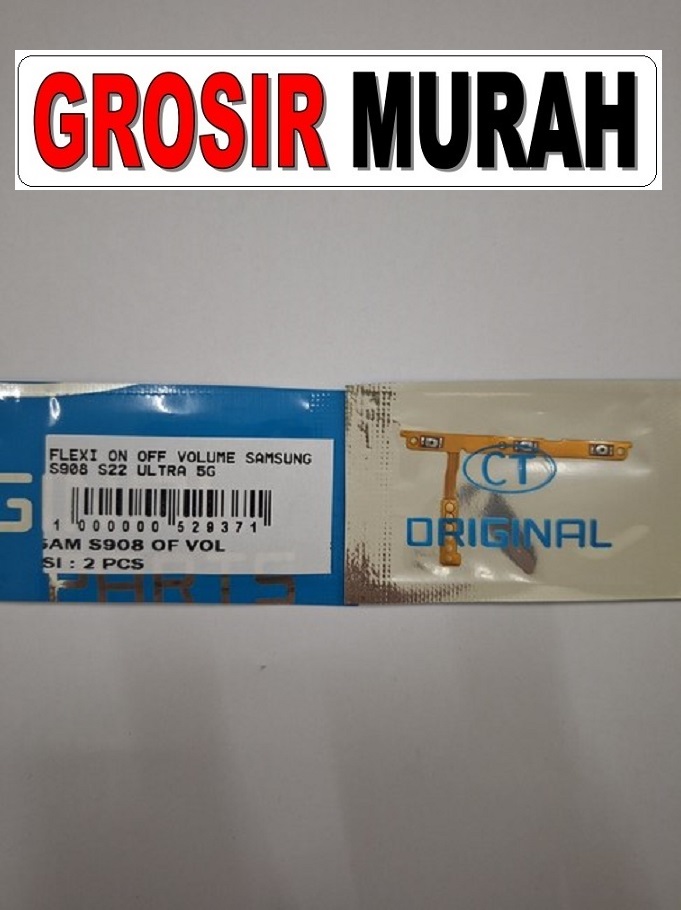 GROSIR MURAH
FLEXI ON OFF VOLUME SAMSUNG
S908 S22 ULTRA 5G
1 000000 529371
SAM S908 OF VOL
SI : 2 PCS
PARTS
CT
ORIGINAL